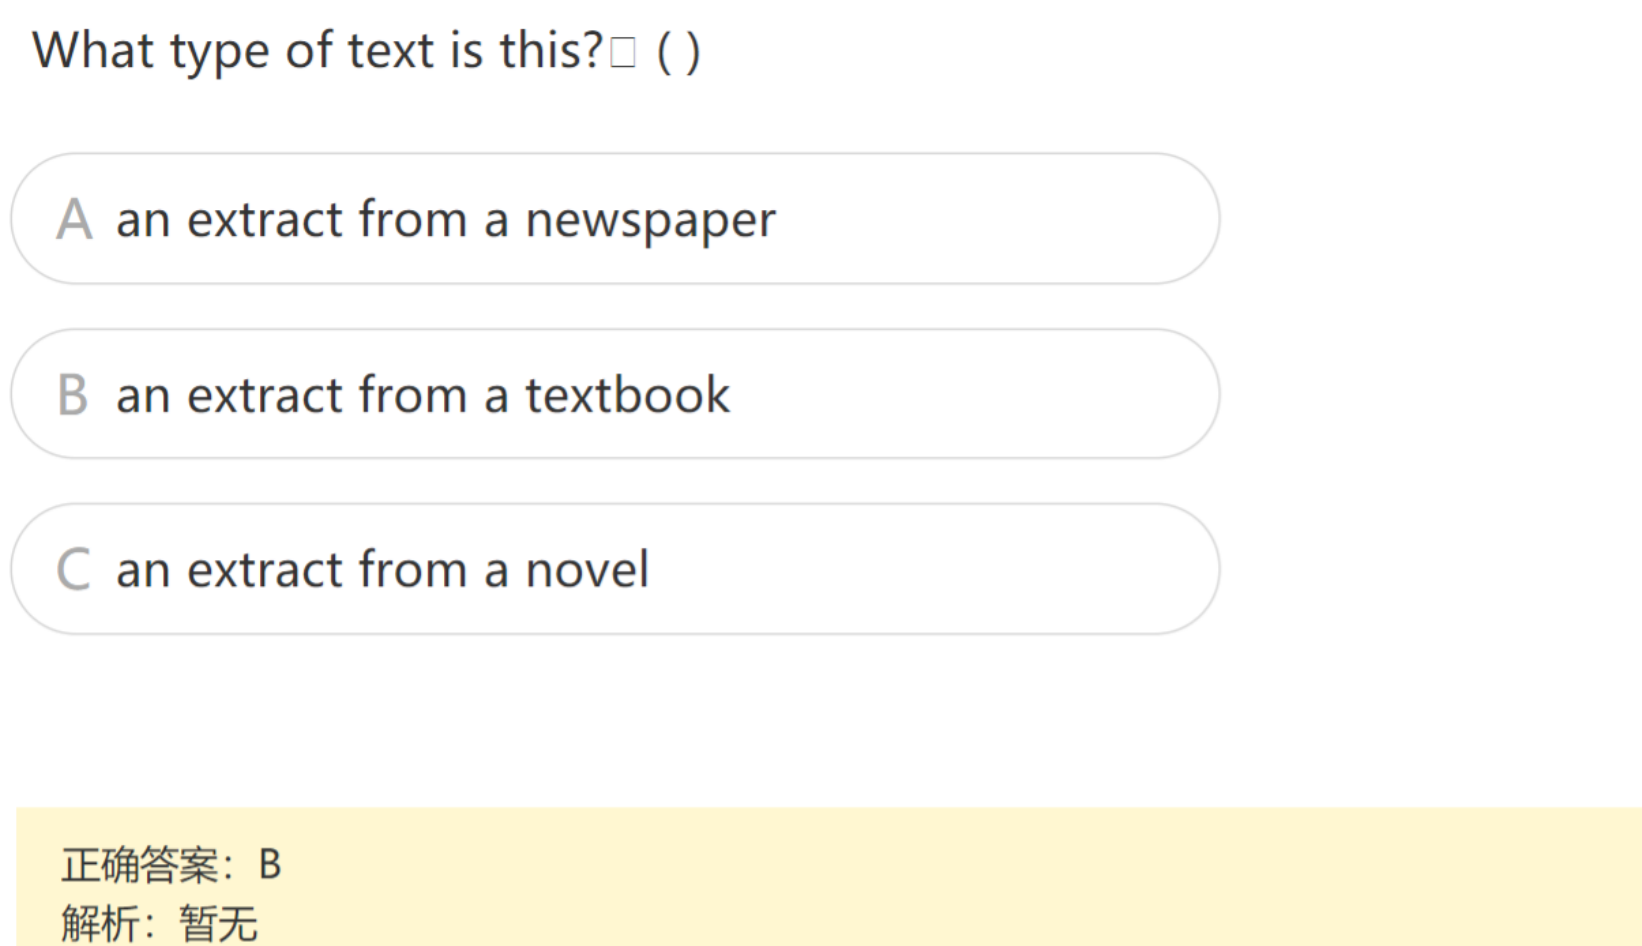 What type of text is this?□ ( )
A an extract from a newspaper
B an extract from a textbook
C an extract from a novel
正确答案：B
解析：暂无